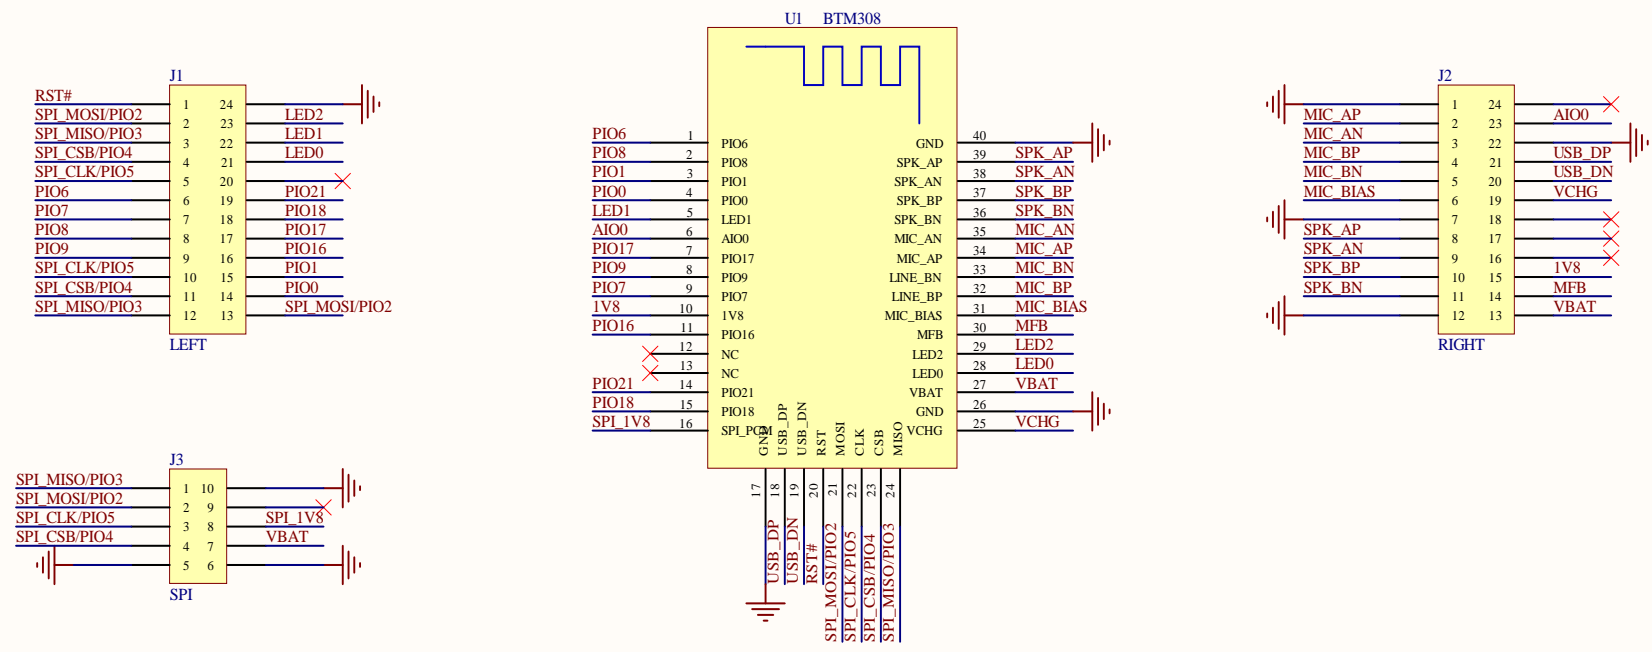 J1
RST# 1 24
SPI_MOSI/PIO2 2 23 LED2
SPI_MISO/PIO3 3 22 LED1
SPI_CSB/PIO4 4 21 LED0
SPI_CLK/PIO5 5 20
PIO6 6 19 PIO21
PIO7 7 18 PIO18
PIO8 8 17 PIO17
PIO9 9 16 PIO16
SPI_CLK/PIO5 10 15 PIO1
SPI_CSB/PIO4 11 14 PIO0
SPI_MISO/PIO3 12 13 SPI_MOSI/PIO2
LEFT
J3
SPI_MISO/PIO3 1 10
SPI_MOSI/PIO2 2 9
SPI_CLK/PIO5 3 8 SPI_1V8
SPI_CSB/PIO4 4 7 VBAT
5 6
SPI
U1 BTM308
PIO6 1 PIO6 GND 40
PIO8 2 PIO8 SPK_AP 39 SPK_AP
PIO1 3 PIO1 SPK_AN 38 SPK_AN
PIO0 4 PIO0 SPK_BP 37 SPK_BP
LED1 5 LED1 SPK_BN 36 SPK_BN
AIO0 6 AIO0 MIC_AN 35 MIC_AN
PIO17 7 PIO17 MIC_AP 34 MIC_AP
PIO9 8 PIO9 LINE_BN 33 MIC_BN
PIO7 9 PIO7 LINE_BP 32 MIC_BP
1V8 10 1V8 MIC_BIAS 31 MIC_BIAS
PIO16 11 PIO16 MFB 30 MFB
12 NC LED2 29 LED2
13 NC LED0 28 LED0
PIO21 14 PIO21 VBAT 27 VBAT
PIO18 15 PIO18 GND 26
SPI_1V8 16 SPI_PCM VCHG 25 VCHG
GND USB_DP USB_DN RST MOSI CLK CSB MISO
17 18 19 20 21 22 23 24
USB_DP USB_DN RST# SPI_MOSI/PIO2 SPI_CLK/PIO5 SPI_CSB/PIO4 SPI_MISO/PIO3
J2
1 24
MIC_AP 2 23 AIO0
MIC_AN 3 22
MIC_BP 4 21 USB_DP
MIC_BN 5 20 USB_DN
MIC_BIAS 6 19 VCHG
7 18
SPK_AP 8 17
SPK_AN 9 16
SPK_BP 10 15 1V8
SPK_BN 11 14 MFB
12 13 VBAT
RIGHT